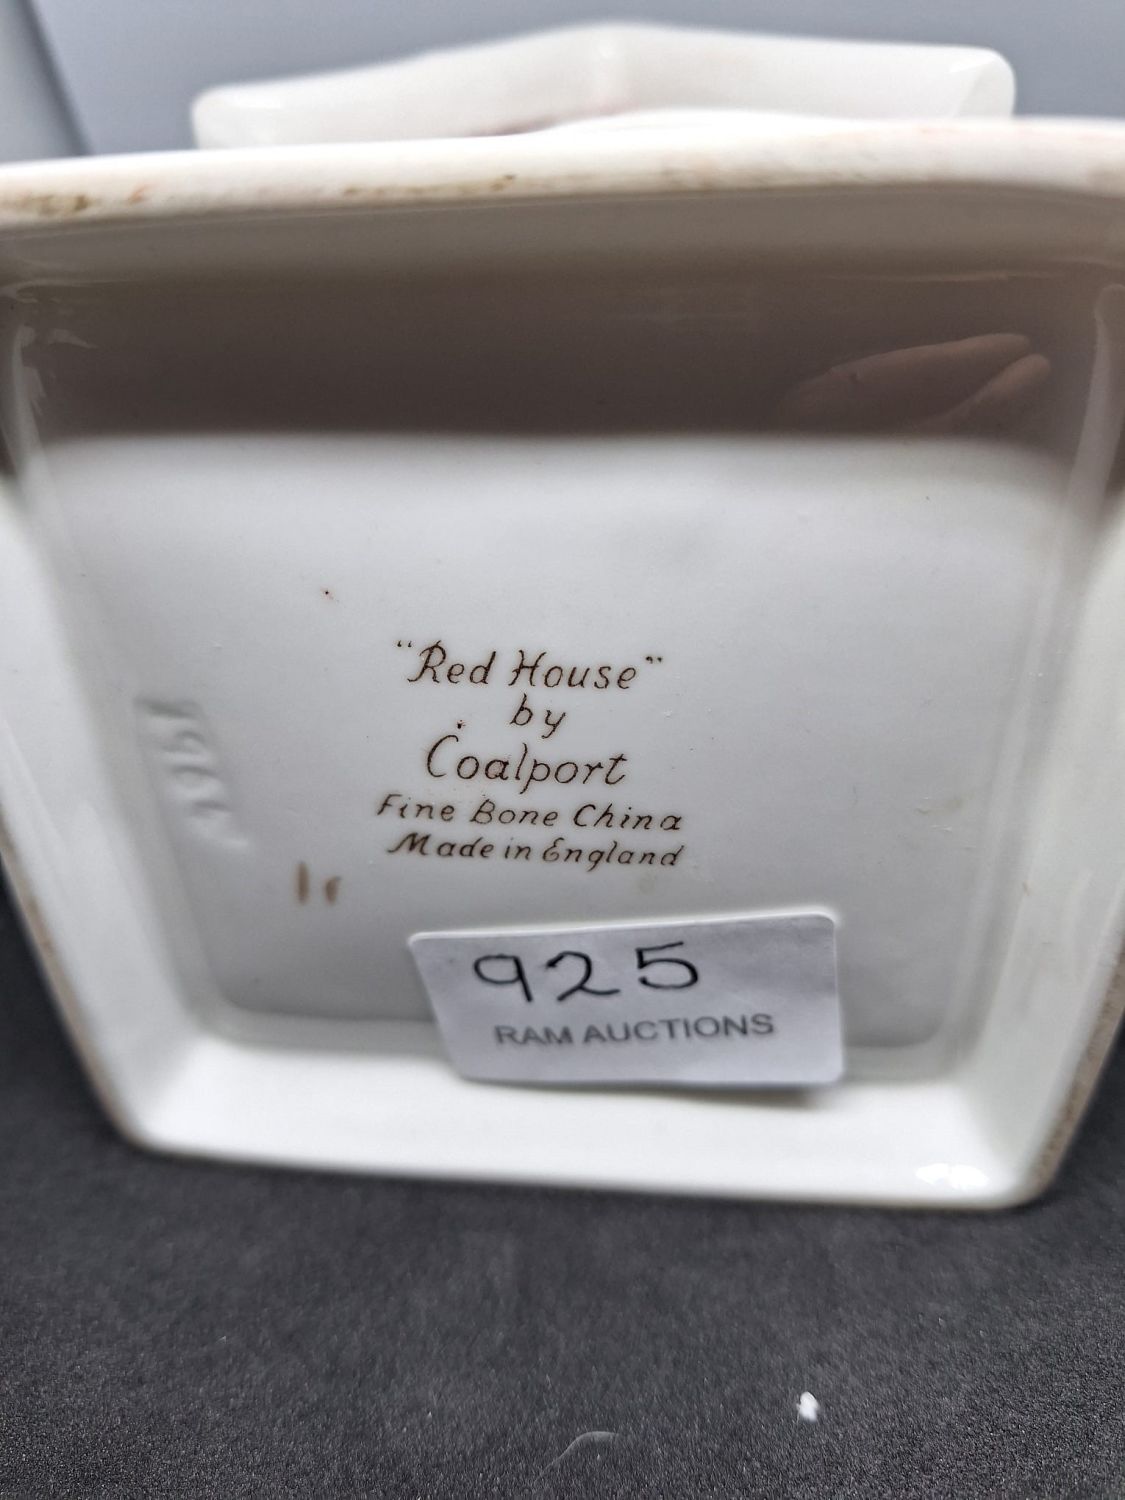 "Red House"
by
Coalport
Fine Bone China
Made in England
925
RAM AUCTIONS